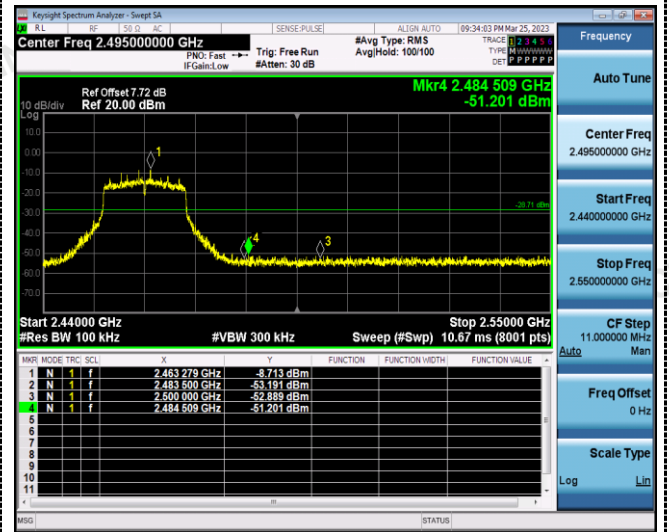 Keysight Spectrum Analyzer - Swept SA
RL RF 50 Ω AC SENSE:PULSE ALIGN AUTO 09:34:03 PM Mar 25, 2023
Center Freq 2.495000000 GHz
PNO: Fast Trig: Free Run #Avg Type: RMS TRACE 1 2 3 4 5 6
IFGain:Low #Atten: 30 dB Avg|Hold: 100/100 TYPE M WWWWW
DET P P P P P P
Mkr4 2.484 509 GHz
-51.201 dBm
Ref Offset 7.72 dB
10 dB/div Ref 20.00 dBm
Log
10.0
0.00
-10.0
-20.0
-30.0
-40.0
-50.0
-60.0
-70.0
1
4
3
-28.71 dBm
Start 2.44000 GHz Stop 2.55000 GHz
#Res BW 100 kHz #VBW 300 kHz Sweep (#Swp) 10.67 ms (8001 pts)
MKR MODE TRC SCL X Y FUNCTION FUNCTION WIDTH FUNCTION VALUE
1 N 1 f 2.463 279 GHz -8.713 dBm
2 N 1 f 2.483 500 GHz -53.191 dBm
3 N 1 f 2.500 000 GHz -52.889 dBm
4 N 1 f 2.484 509 GHz -51.201 dBm
5
6
7
8
9
10
11
MSG STATUS
Frequency
Auto Tune
Center Freq
2.495000000 GHz
Start Freq
2.440000000 GHz
Stop Freq
2.550000000 GHz
CF Step
11.000000 MHz
Auto Man
Freq Offset
0 Hz
Scale Type
Log Lin